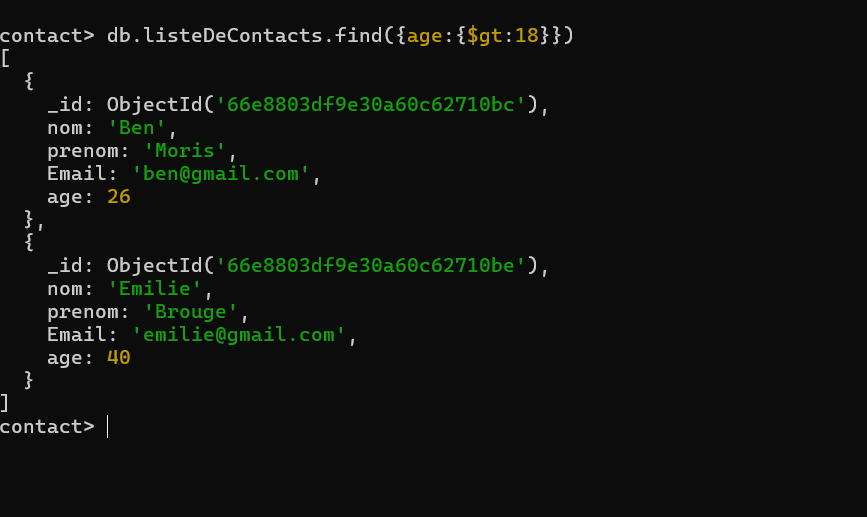 contact> db.listeDeContacts.find({age:{$gt:18}})
[
  {
    _id: ObjectId('66e8803df9e30a60c62710bc'),
    nom: 'Ben',
    prenom: 'Moris',
    Email: 'ben@gmail.com',
    age: 26
  },
  {
    _id: ObjectId('66e8803df9e30a60c62710be'),
    nom: 'Emilie',
    prenom: 'Brouge',
    Email: 'emilie@gmail.com',
    age: 40
  }
]
contact>